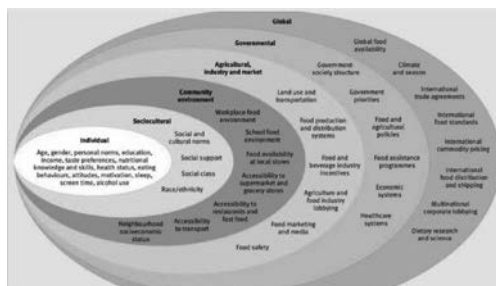 Global
Global food
availability
Climate
and season
International
trade agreements
International
food standards
International
commodity pricing
International
food distribution
and shipping
Multinational
corporate lobbying
Dietary research
and science
Governmental
Government-
society structure
Government
priorities
Food and
agricultural
policies
Food assistance
programmes
Economic
systems
Healthcare
systems
Agricultural,
industry and market
Land use and
transportation
Food production
and distribution
systems
Food and
beverage industry
incentives
Agriculture and
food industry
lobbying
Food marketing
and media
Food safety
Community
environment
Workplace food
environment
School food
environment
Food availability
at local stores
Accessibility to
supermarket and
grocery stores
Accessibility to
restaurants and
fast food
Accessibility
to transport
Neighbourhood
socioeconomic
status
Sociocultural
Social and
cultural norms
Social support
Social class
Race/ethnicity
Individual
Age, gender, personal norms, education,
income, taste preferences, nutritional
knowledge and skills, health status, eating
behaviours, attitudes, motivation, sleep,
screen time, alcohol use